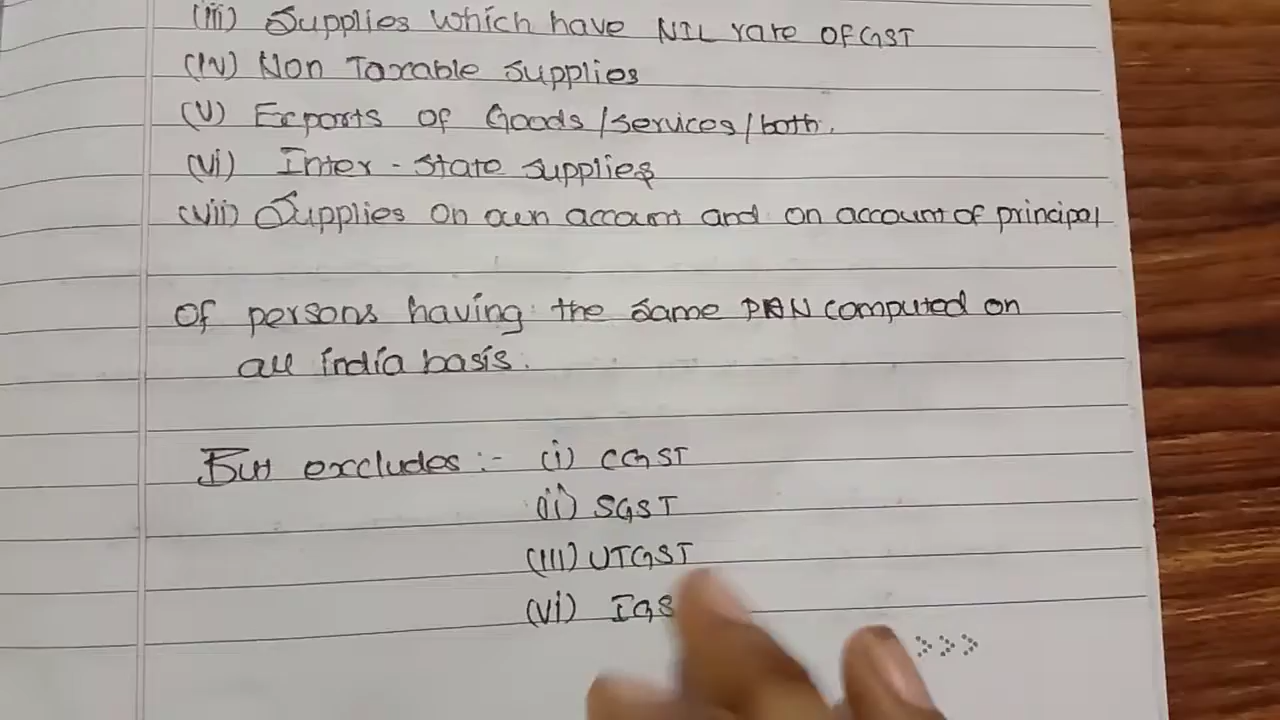 (iii) Supplies which have NIL rate of GST
(IV) Non Taxable Supplies
(V) Exports of Goods/services/both.
(vi) Inter-state supplies
(vii) Supplies on own account and on account of principal
of persons having the same PAN computed on
all india basis.
But excludes:- (i) CGST
(ii) SGST
(III) UTGST
(vi) IGS